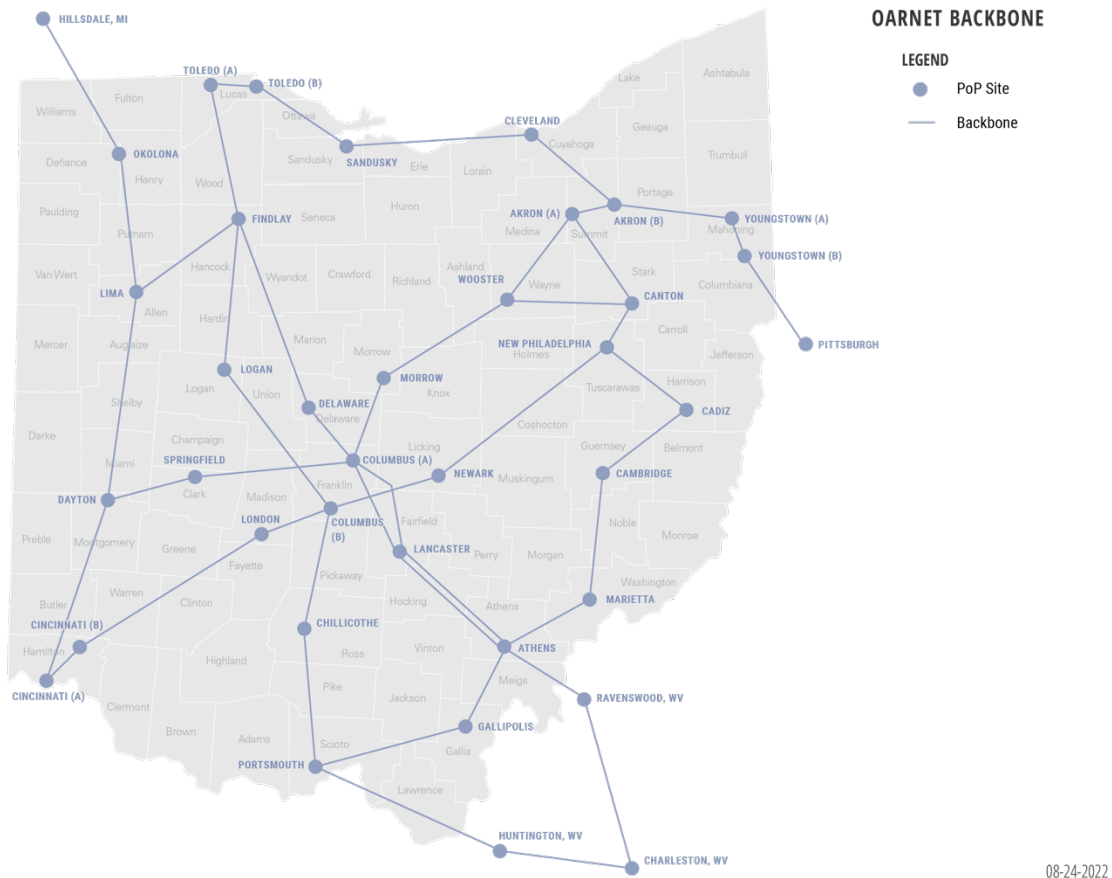 HILLSDALE, MI
OARNET BACKBONE
LEGEND
PoP Site
Backbone
TOLEDO (A)
TOLEDO (B)
Lucas
Lake
Ashtabula
Williams
Fulton
Ottawa
CLEVELAND
Geauga
Cuyahoga
OKOLONA
SANDUSKY
Sandusky
Erie
Lorain
Trumbull
Defiance
Henry
Wood
Portage
Paulding
FINDLAY
Seneca
Huron
Medina
AKRON (A)
Summit
AKRON (B)
YOUNGSTOWN (A)
Mahoning
Putnam
YOUNGSTOWN (B)
Van Wert
Hancock
Wyandot
Crawford
Richland
Ashland
WOOSTER
Wayne
Stark
Columbiana
LIMA
Allen
CANTON
Hardin
Marion
Carroll
Mercer
Auglaize
Morrow
Holmes
NEW PHILADELPHIA
Jefferson
PITTSBURGH
LOGAN
Logan
Union
MORROW
Knox
Tuscarawas
Harrison
Shelby
DELAWARE
Delaware
Coshocton
CADIZ
Darke
Champaign
Licking
Guernsey
Belmont
Miami
SPRINGFIELD
COLUMBUS (A)
Clark
Franklin
NEWARK
Muskingum
CAMBRIDGE
DAYTON
Madison
LONDON
COLUMBUS
(B)
Fairfield
Noble
Monroe
Preble
Montgomery
Greene
Fayette
LANCASTER
Perry
Morgan
Pickaway
Washington
Butler
Warren
Clinton
Hocking
Athens
MARIETTA
CINCINNATI (B)
CHILLICOTHE
Hamilton
Highland
Ross
Vinton
ATHENS
Meigs
CINCINNATI (A)
Clermont
Pike
Jackson
RAVENSWOOD, WV
Brown
Adams
Scioto
GALLIPOLIS
Gallia
PORTSMOUTH
Lawrence
HUNTINGTON, WV
CHARLESTON, WV
08-24-2022